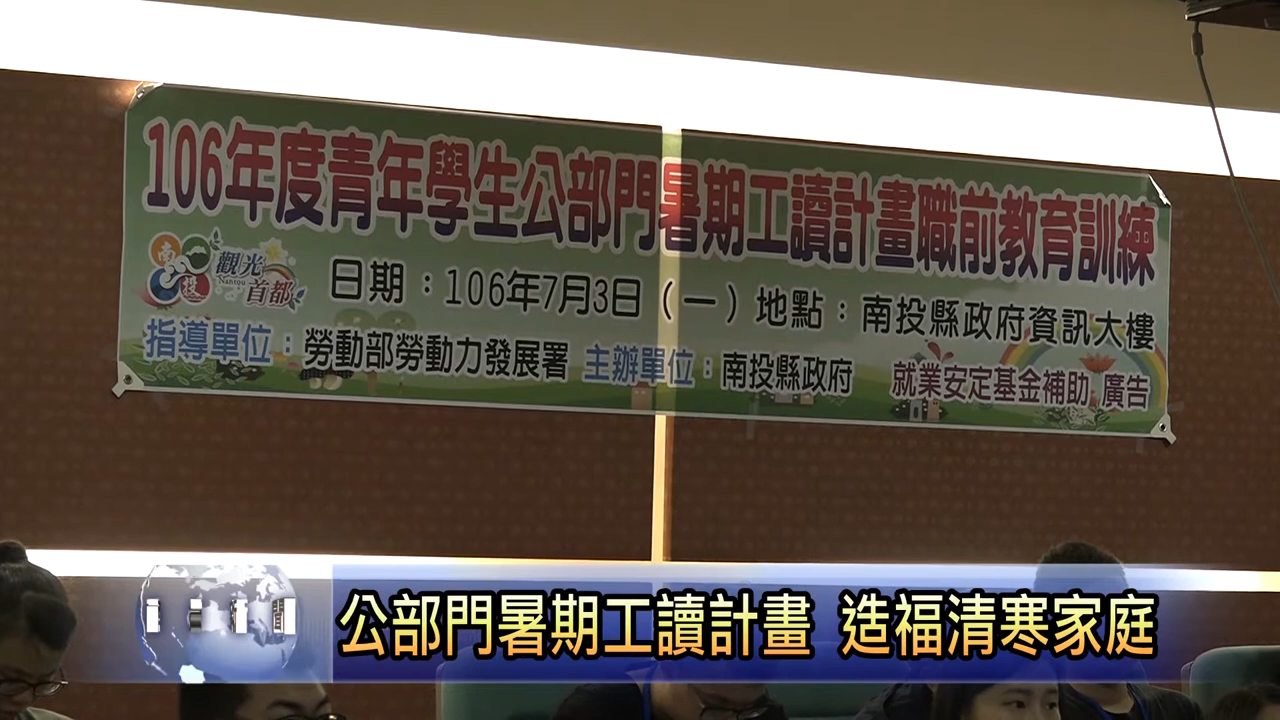 106年度青年學生公部門暑期工讀計畫職前教育訓練
南投
觀光
Nantou
首都
日期：106年7月3日（一）地點：南投縣政府資訊大樓
指導單位：勞動部勞動力發展署 主辦單位：南投縣政府 就業安定基金補助 廣告
公部門暑期工讀計畫 造福清寒家庭